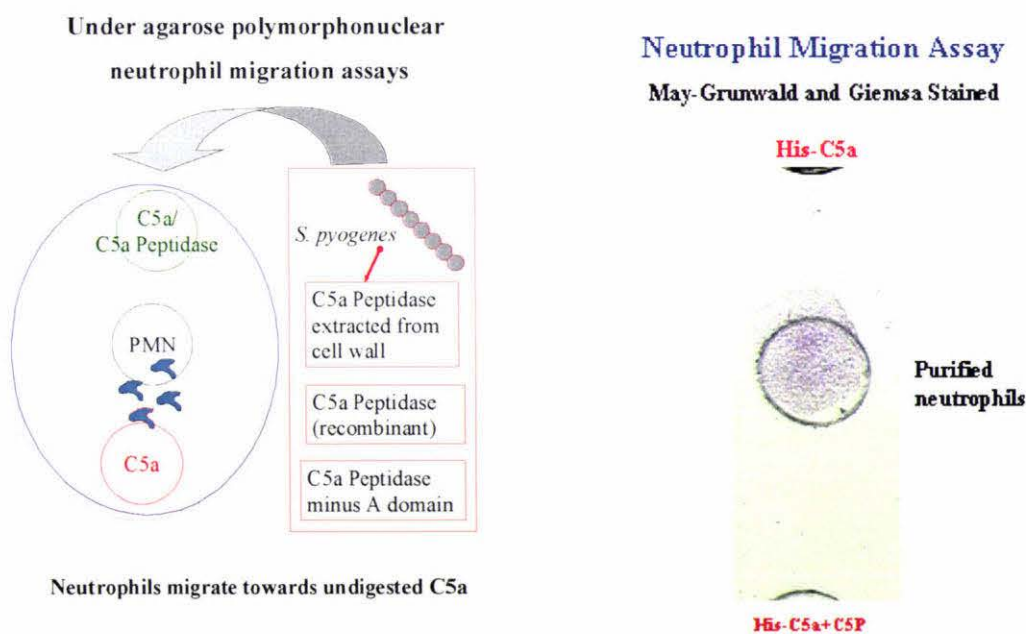 Under agarose polymorphonuclear
neutrophil migration assays
C5a/
C5a Peptidase
PMN
C5a
S. pyogenes
C5a Peptidase
extracted from
cell wall
C5a Peptidase
(recombinant)
C5a Peptidase
minus A domain
Neutrophils migrate towards undigested C5a
Neutrophil Migration Assay
May-Grunwald and Giemsa Stained
His-C5a
Purified
neutrophils
His-C5a+C5P